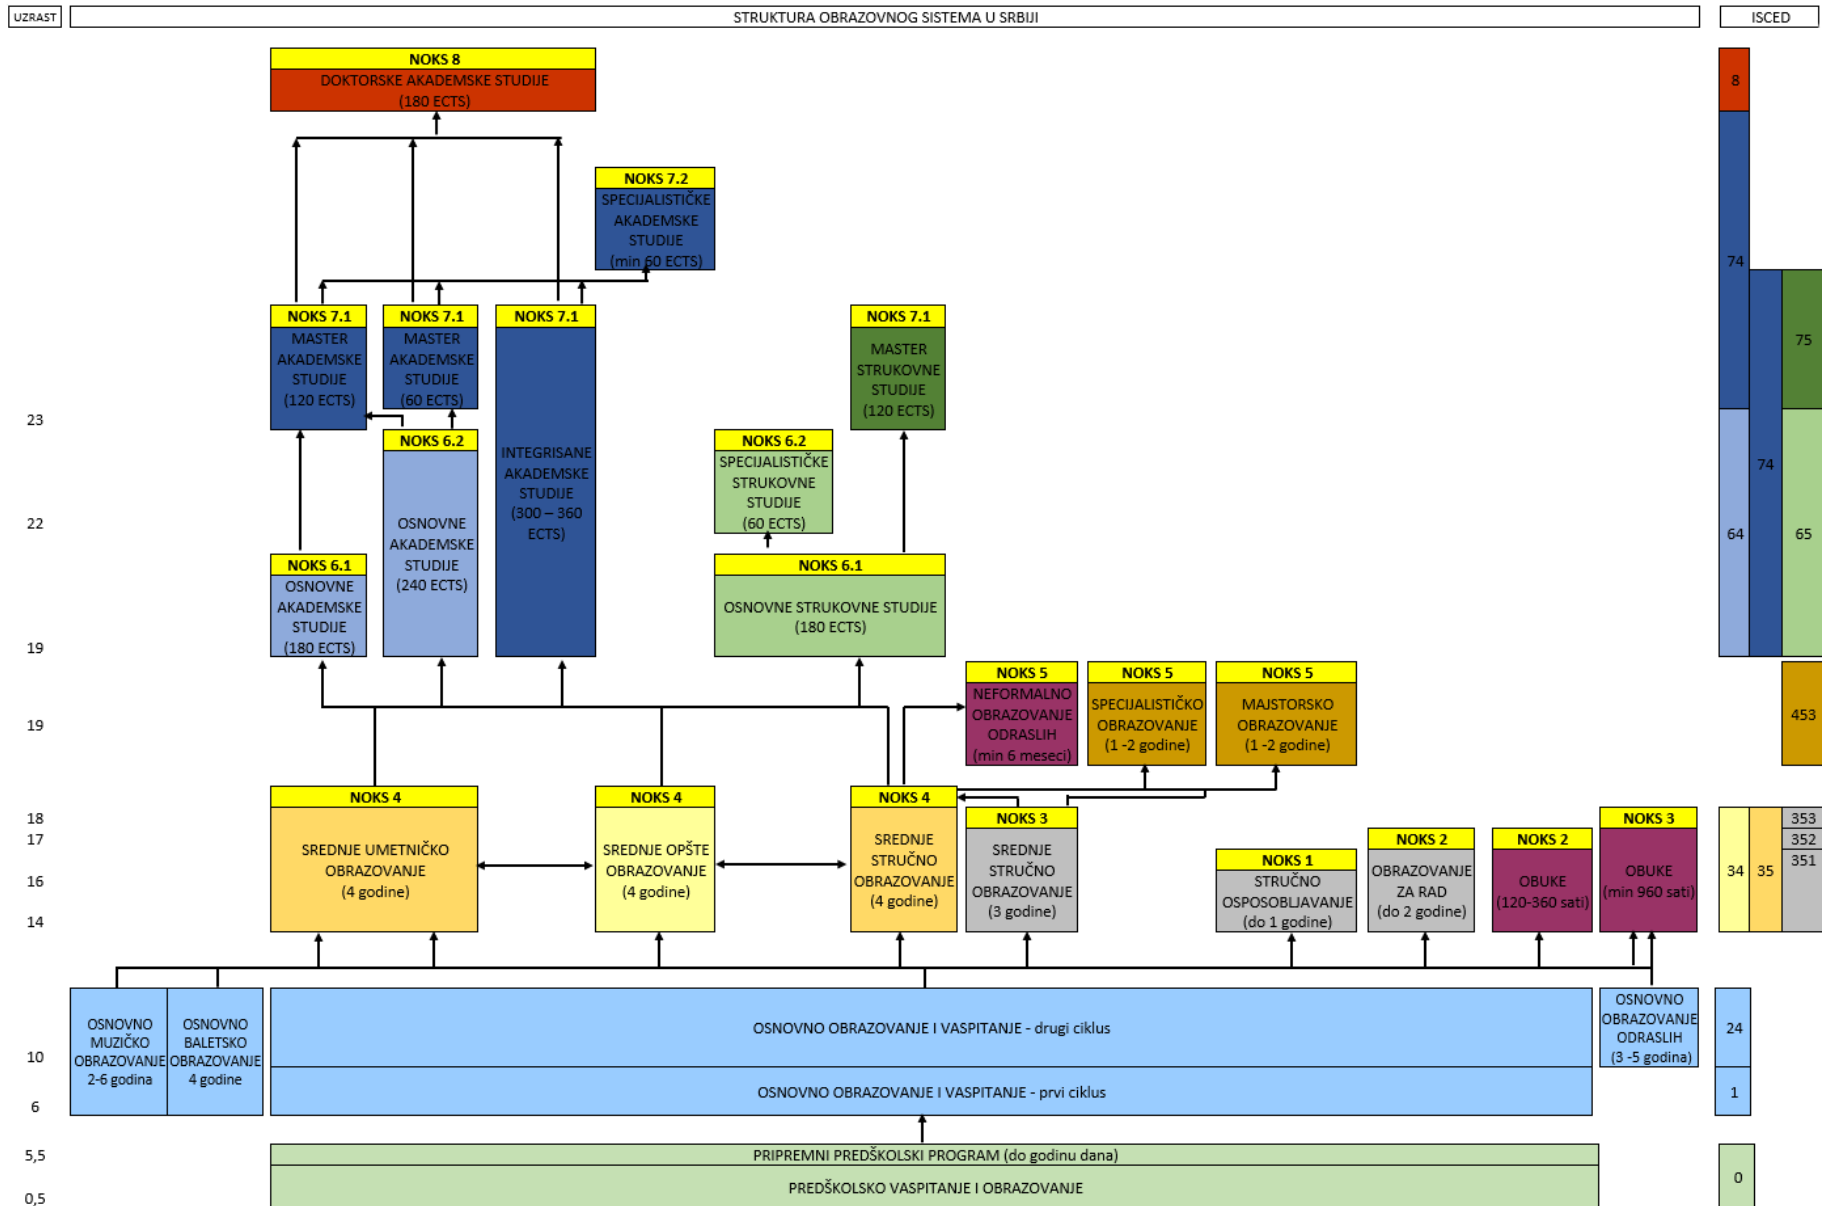 UZRAST
STRUKTURA OBRAZOVNOG SISTEMA U SRBIJI
ISCED
NOKS 8
DOKTORSKE AKADEMSKE STUDIJE
(180 ECTS)
8
NOKS 7.2
SPECIJALISTIČKE
AKADEMSKE
STUDIJE
(min 60 ECTS)
74
NOKS 7.1
MASTER
AKADEMSKE
STUDIJE
(120 ECTS)
NOKS 7.1
MASTER
AKADEMSKE
STUDIJE
(60 ECTS)
NOKS 7.1
INTEGRISANE
AKADEMSKE
STUDIJE
(300 – 360
ECTS)
NOKS 7.1
MASTER
STRUKOVNE
STUDIJE
(120 ECTS)
75
23
NOKS 6.2
OSNOVNE
AKADEMSKE
STUDIJE
(240 ECTS)
NOKS 6.2
SPECIJALISTIČKE
STRUKOVNE
STUDIJE
(60 ECTS)
74
22
64
65
NOKS 6.1
OSNOVNE
AKADEMSKE
STUDIJE
(180 ECTS)
NOKS 6.1
OSNOVNE STRUKOVNE STUDIJE
(180 ECTS)
19
NOKS 5
NEFORMALNO
OBRAZOVANJE
ODRASLIH
(min 6 meseci)
NOKS 5
SPECIJALISTIČKO
OBRAZOVANJE
(1 -2 godine)
NOKS 5
MAJSTORSKO
OBRAZOVANJE
(1 -2 godine)
453
19
NOKS 4
SREDNJE UMETNIČKO
OBRAZOVANJE
(4 godine)
NOKS 4
SREDNJE OPŠTE
OBRAZOVANJE
(4 godine)
NOKS 4
SREDNJE
STRUČNO
OBRAZOVANJE
(4 godine)
NOKS 3
SREDNJE
STRUČNO
OBRAZOVANJE
(3 godine)
NOKS 1
STRUČNO
OSPOSOBLJAVANJE
(do 1 godine)
NOKS 2
OBRAZOVANJE
ZA RAD
(do 2 godine)
NOKS 2
OBUKE
(120-360 sati)
NOKS 3
OBUKE
(min 960 sati)
34
35
353
352
351
18
17
16
14
OSNOVNO
MUZIČKO
OBRAZOVANJE
2-6 godina
OSNOVNO
BALETSKO
OBRAZOVANJE
4 godine
OSNOVNO OBRAZOVANJE I VASPITANJE - drugi ciklus
OSNOVNO
OBRAZOVANJE
ODRASLIH
(3 -5 godina)
24
10
OSNOVNO OBRAZOVANJE I VASPITANJE - prvi ciklus
1
6
5,5
PRIPREMNI PREDŠKOLSKI PROGRAM (do godinu dana)
PREDŠKOLSKO VASPITANJE I OBRAZOVANJE
0
0,5